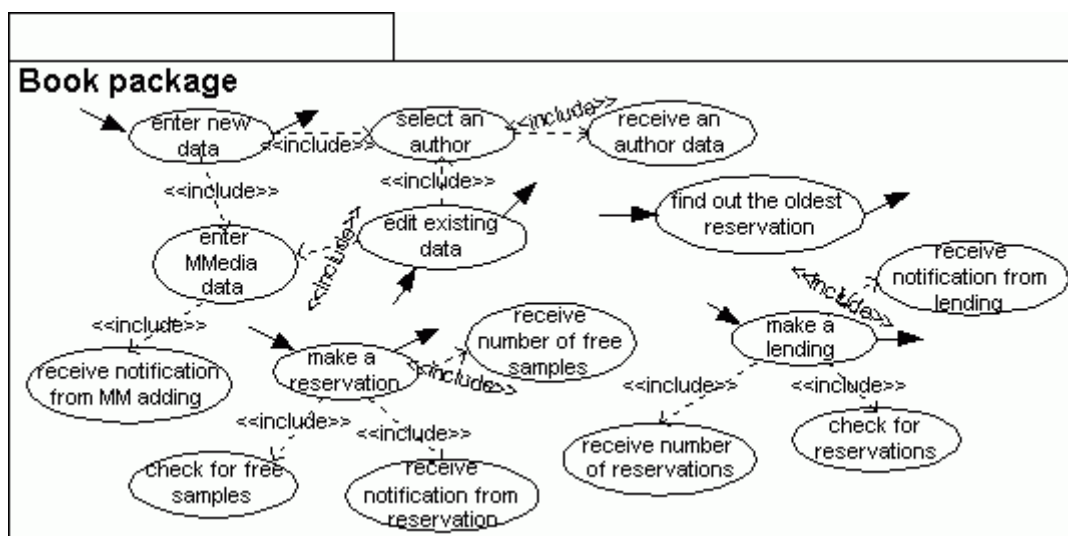 Book package
enter new
data
<<include>>
select an
author
<<include>>
receive an
author data
<<include>>
<<include>>
enter
MMedia
data
<<include>>
edit existing
data
find out the oldest
reservation
<<include>>
receive notification
from MM adding
make a
reservation
<<include>>
receive
number of free
samples
<<include>>
receive
notification from
lending
make a
lending
<<include>>
check for free
samples
<<include>>
receive
notification from
reservation
<<include>>
receive number
of reservations
<<include>>
check for
reservations